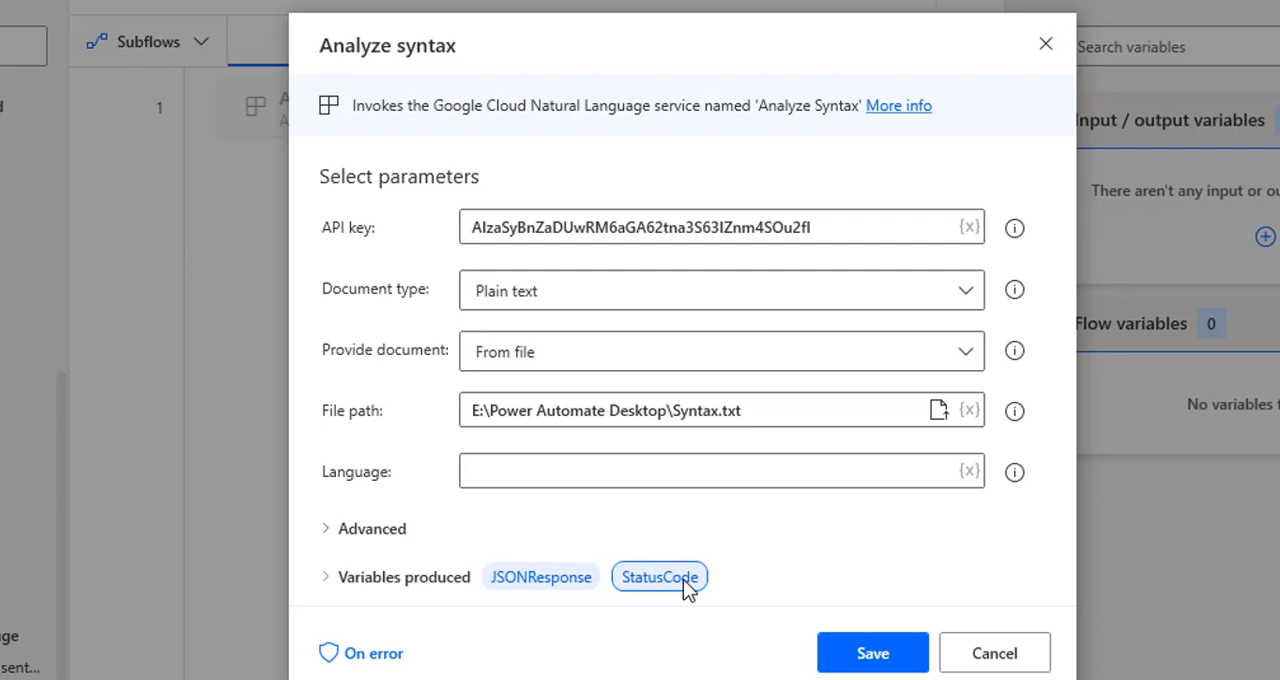 Subflows
Analyze syntax
Search variables
Invokes the Google Cloud Natural Language service named 'Analyze Syntax' More info
Input / output variables
1
Select parameters
There aren't any input or
API key:
AIzaSyBnZaDUwRM6aGA62tna3S63IZnm4SOu2fI {x}
Document type:
Plain text
Flow variables 0
Provide document:
From file
File path:
E:\Power Automate Desktop\Syntax.txt {x}
No variables
Language:
{x}
Advanced
Variables produced JSONResponse StatusCode
On error
Save
Cancel